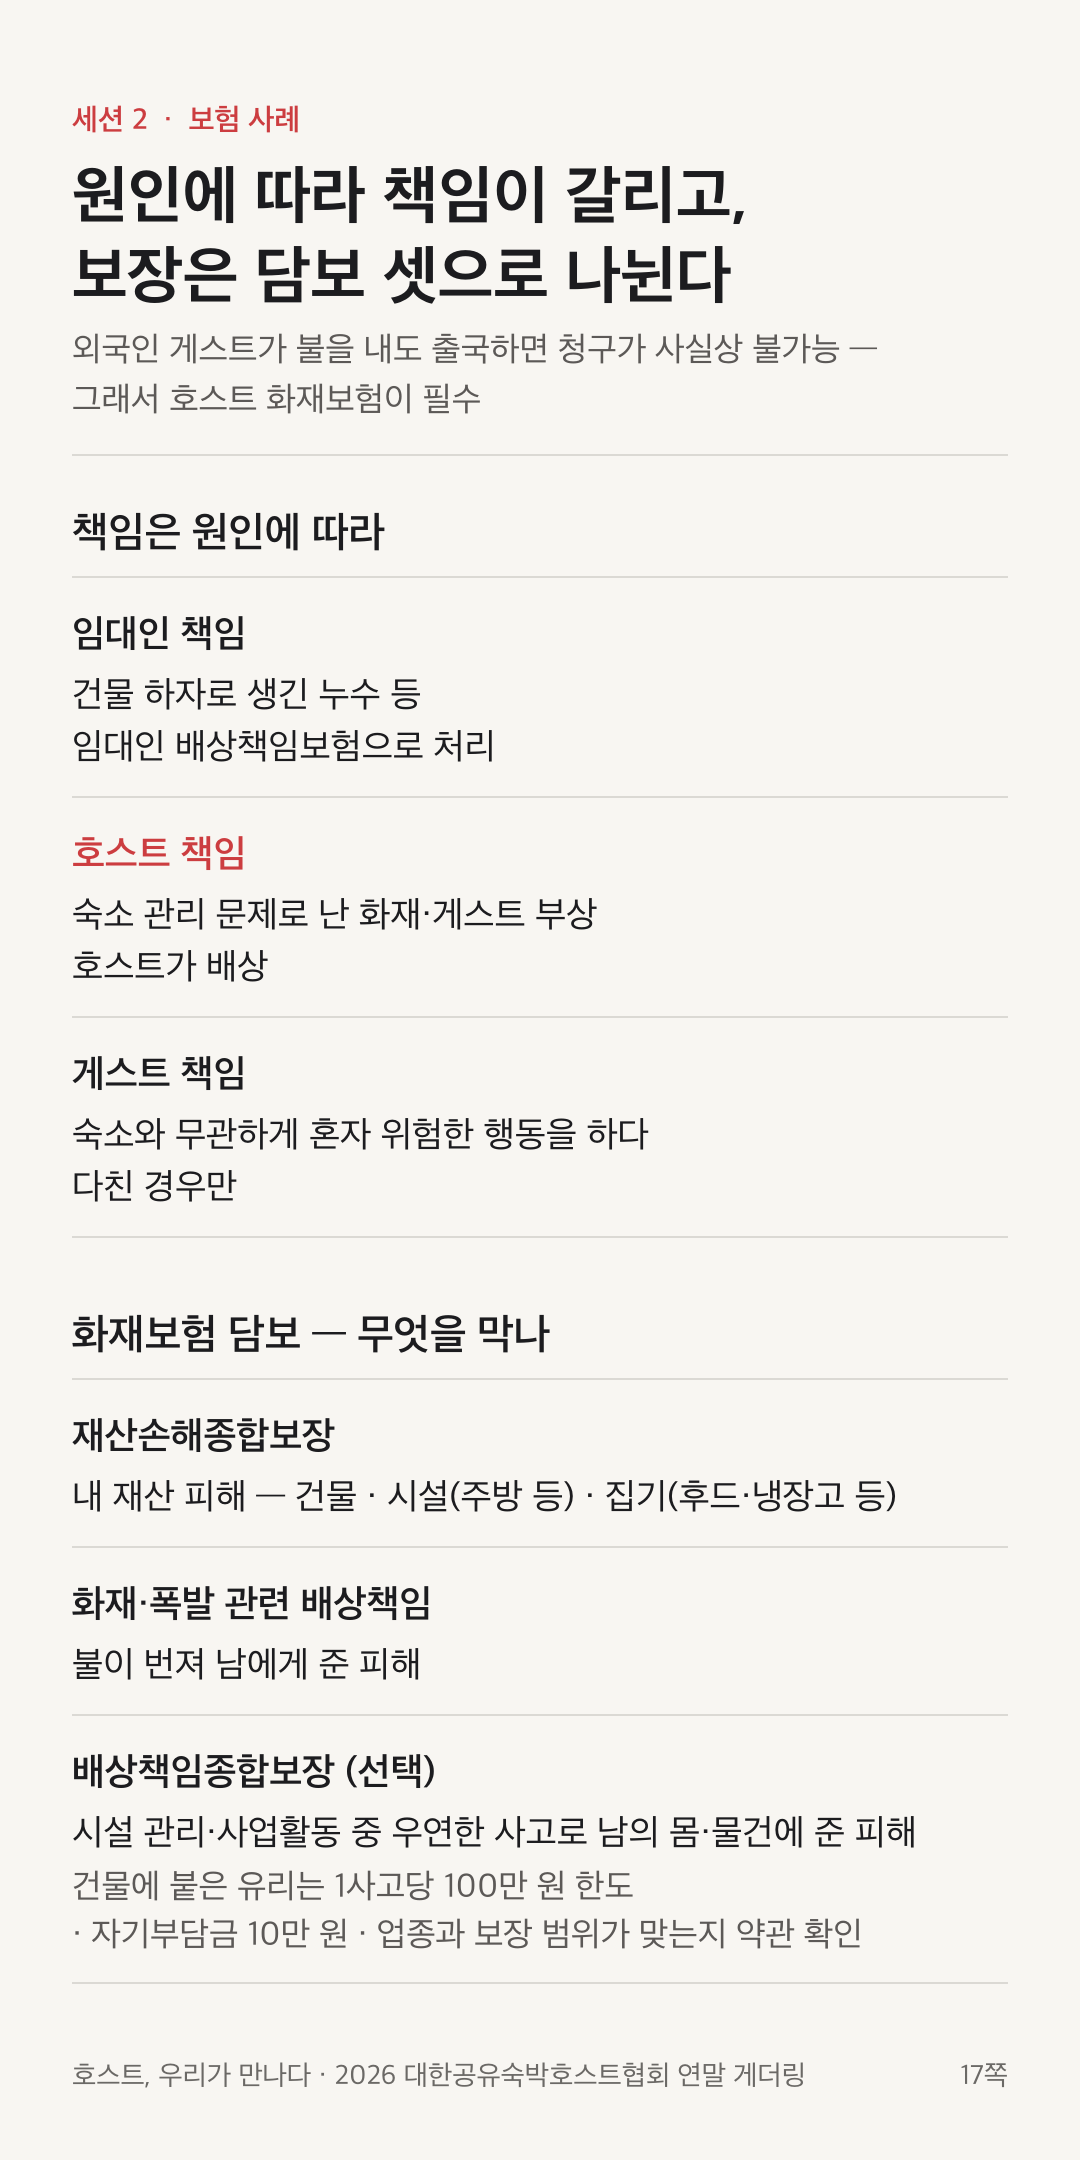 세션 2 · 보험 사례
원인에 따라 책임이 갈리고,
보장은 담보 셋으로 나뉜다
외국인 게스트가 불을 내도 출국하면 청구가 사실상 불가능 —
그래서 호스트 화재보험이 필수
책임은 원인에 따라
임대인 책임
건물 하자로 생긴 누수 등
임대인 배상책임보험으로 처리
호스트 책임
숙소 관리 문제로 난 화재·게스트 부상
호스트가 배상
게스트 책임
숙소와 무관하게 혼자 위험한 행동을 하다
다친 경우만
화재보험 담보 — 무엇을 막나
재산손해종합보장
내 재산 피해 — 건물 · 시설(주방 등) · 집기(후드·냉장고 등)
화재·폭발 관련 배상책임
불이 번져 남에게 준 피해
배상책임종합보장 (선택)
시설 관리·사업활동 중 우연한 사고로 남의 몸·물건에 준 피해
건물에 붙은 유리는 1사고당 100만 원 한도
· 자기부담금 10만 원 · 업종과 보장 범위가 맞는지 약관 확인
호스트, 우리가 만나다 · 2026 대한공유숙박호스트협회 연말 게더링
17쪽